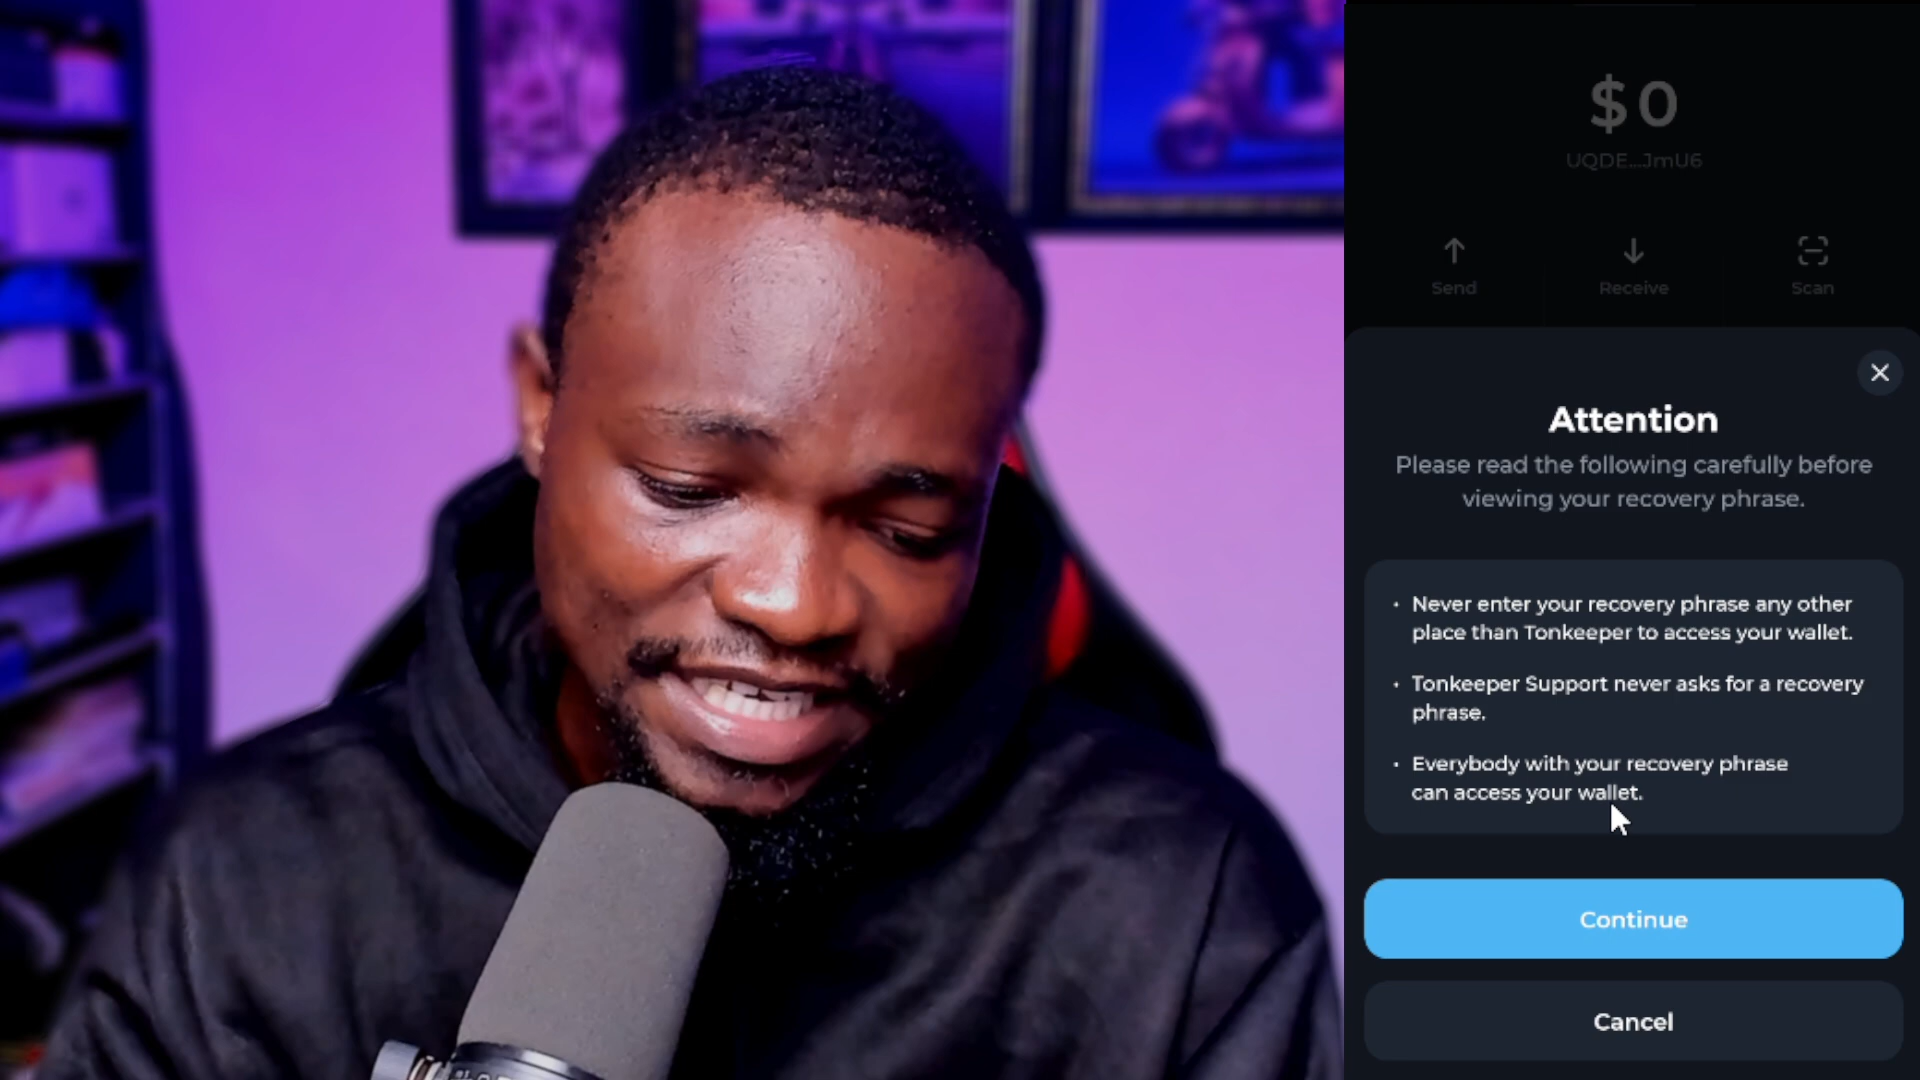 $0
UQDE...JmU6
Send
Receive
Scan
Attention
Please read the following carefully before
viewing your recovery phrase.
• Never enter your recovery phrase any other
place than Tonkeeper to access your wallet.
• Tonkeeper Support never asks for a recovery
phrase.
• Everybody with your recovery phrase
can access your wallet.
Continue
Cancel